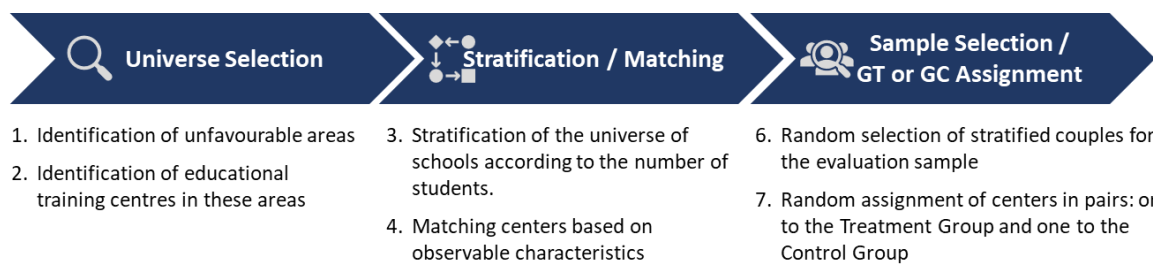 Universe Selection
1. Identification of unfavourable areas
2. Identification of educational
training centres in these areas
Stratification / Matching
3. Stratification of the universe of
schools according to the number of
students.
4. Matching centers based on
observable characteristics
Sample Selection /
GT or GC Assignment
6. Random selection of stratified couples for
the evaluation sample
7. Random assignment of centers in pairs:
to the Treatment Group and one to the
Control Group